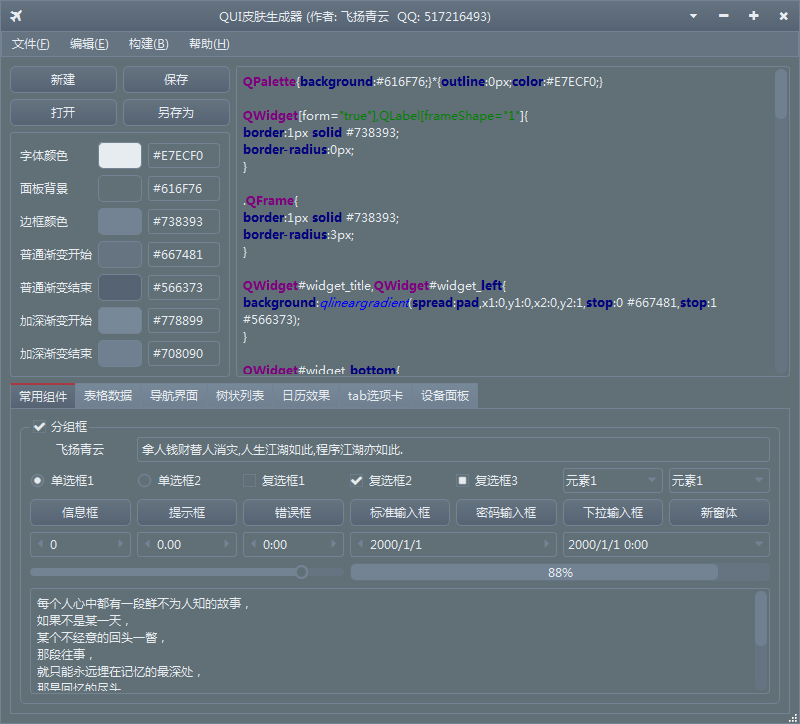 QUI皮肤生成器 (作者: 飞扬青云  QQ: 517216493)
文件(F) 编辑(E) 构建(B) 帮助(H)
新建 保存
打开 另存为
字体颜色 #E7ECF0
面板背景 #616F76
边框颜色 #738393
普通渐变开始 #667481
普通渐变结束 #566373
加深渐变开始 #778899
加深渐变结束 #708090
QPalette{background:#616F76;}*{outline:0px;color:#E7ECF0;}
QWidget[form="true"],QLabel[frameShape="1"]{
border:1px solid #738393;
border-radius:0px;
}
.QFrame{
border:1px solid #738393;
border-radius:3px;
}
QWidget#widget_title,QWidget#widget_left{
background:qlineargradient(spread:pad,x1:0,y1:0,x2:0,y2:1,stop:0 #667481,stop:1
#566373);
}
QWidget#widget_bottom{
常用组件 表格数据 导航界面 树状列表 日历效果 tab选项卡 设备面板
分组框
飞扬青云 拿人钱财替人消灾,人生江湖如此,程序江湖亦如此.
单选框1 单选框2 复选框1 复选框2 复选框3 元素1 元素1
信息框 提示框 错误框 标准输入框 密码输入框 下拉输入框 新窗体
0 0.00 0:00 2000/1/1 2000/1/1 0:00
88%
每个人心中都有一段鲜不为人知的故事，
如果不是某一天，
某个不经意的回头一瞥，
那段往事，
就只能永远埋在记忆的最深处，
那是回忆的尽头